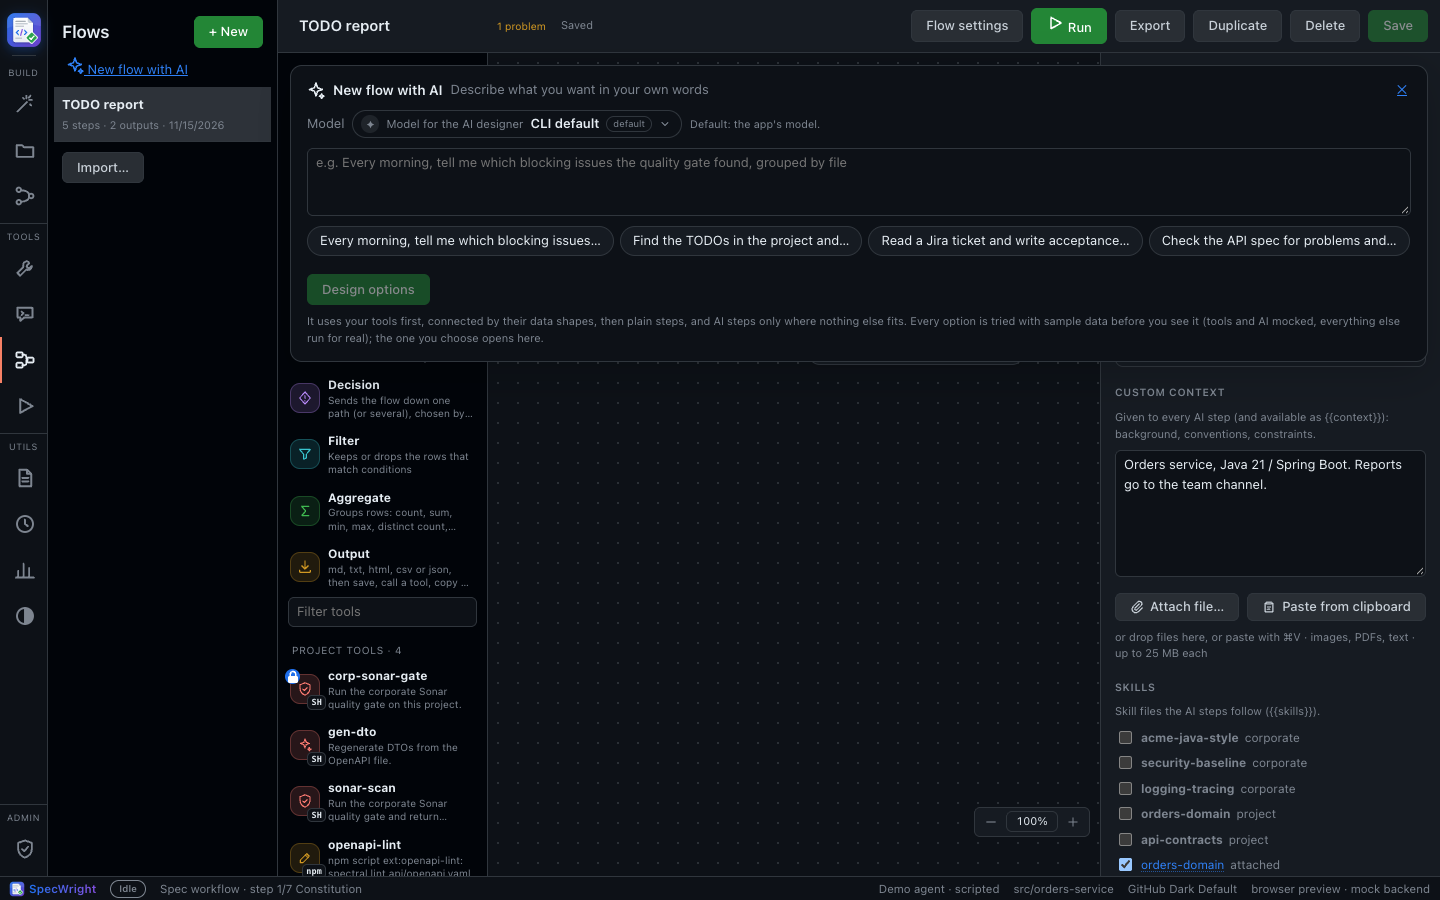 Flows
+ New
New flow with AI
TODO report
5 steps · 2 outputs · 11/15/2026
Import...
BUILD
TOOLS
UTILS
ADMIN
TODO report
1 problem
Saved
Flow settings
Run
Export
Duplicate
Delete
Save
New flow with AI
Describe what you want in your own words
Model
Model for the AI designer
CLI default
default
Default: the app's model.
e.g. Every morning, tell me which blocking issues the quality gate found, grouped by file
Every morning, tell me which blocking issues...
Find the TODOs in the project and...
Read a Jira ticket and write acceptance...
Check the API spec for problems and...
Design options
It uses your tools first, connected by their data shapes, then plain steps, and AI steps only where nothing else fits. Every option is tried with sample data before you see it (tools and AI mocked, everything else
run for real); the one you choose opens here.
Decision
Sends the flow down one
path (or several), chosen by...
Filter
Keeps or drops the rows that
match conditions
Aggregate
Groups rows: count, sum,
min, max, distinct count,...
Output
md, txt, html, csv or json,
then save, call a tool, copy ...
Filter tools
PROJECT TOOLS · 4
corp-sonar-gate
Run the corporate Sonar
quality gate on this project.
SH
gen-dto
Regenerate DTOs from the
OpenAPI file.
SH
sonar-scan
Run the corporate Sonar
quality gate and return...
SH
openapi-lint
npm script ext:openapi-lint:
spectral lint api/openapi.yaml
npm
100%
CUSTOM CONTEXT
Given to every AI step (and available as {{context}}):
background, conventions, constraints.
Orders service, Java 21 / Spring Boot. Reports
go to the team channel.
Attach file...
Paste from clipboard
or drop files here, or paste with ⌘V · images, PDFs, text ·
up to 25 MB each
SKILLS
Skill files the AI steps follow ({{skills}}).
acme-java-style corporate
security-baseline corporate
logging-tracing corporate
orders-domain project
api-contracts project
orders-domain attached
SpecWright
Idle
Spec workflow · step 1/7 Constitution
Demo agent · scripted
src/orders-service
GitHub Dark Default
browser preview · mock backend